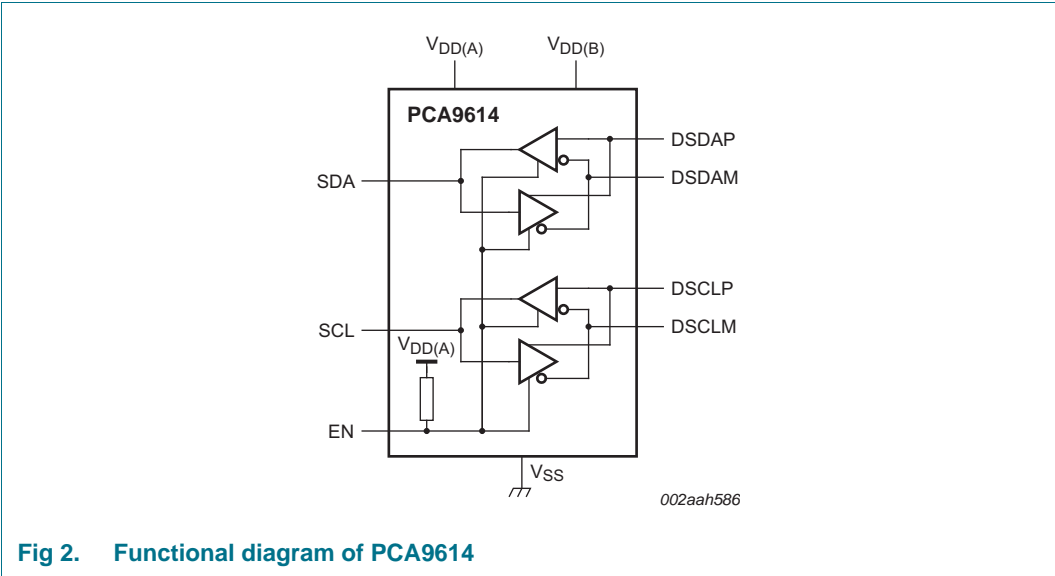 VDD(A) VDD(B)
PCA9614
DSDAP
SDA DSDAM
DSCLP
SCL DSCLM
VDD(A)
EN
VSS
002aah586
Fig 2. Functional diagram of PCA9614